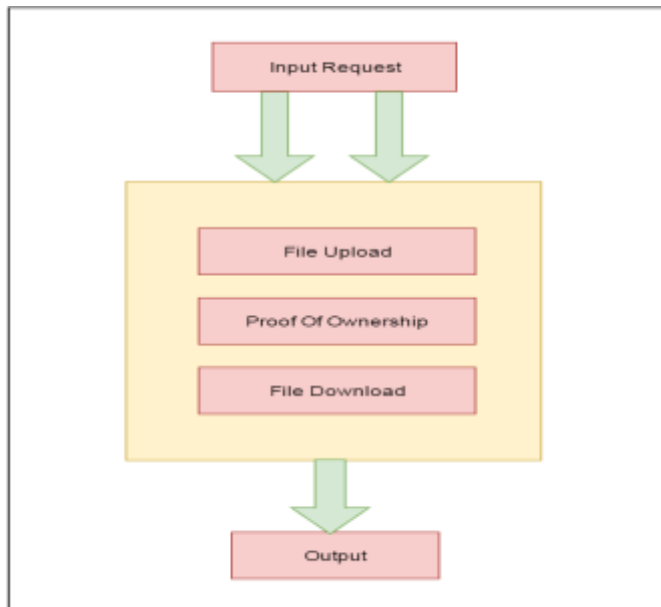 Input Request
File Upload
Proof Of Ownership
File Download
Output